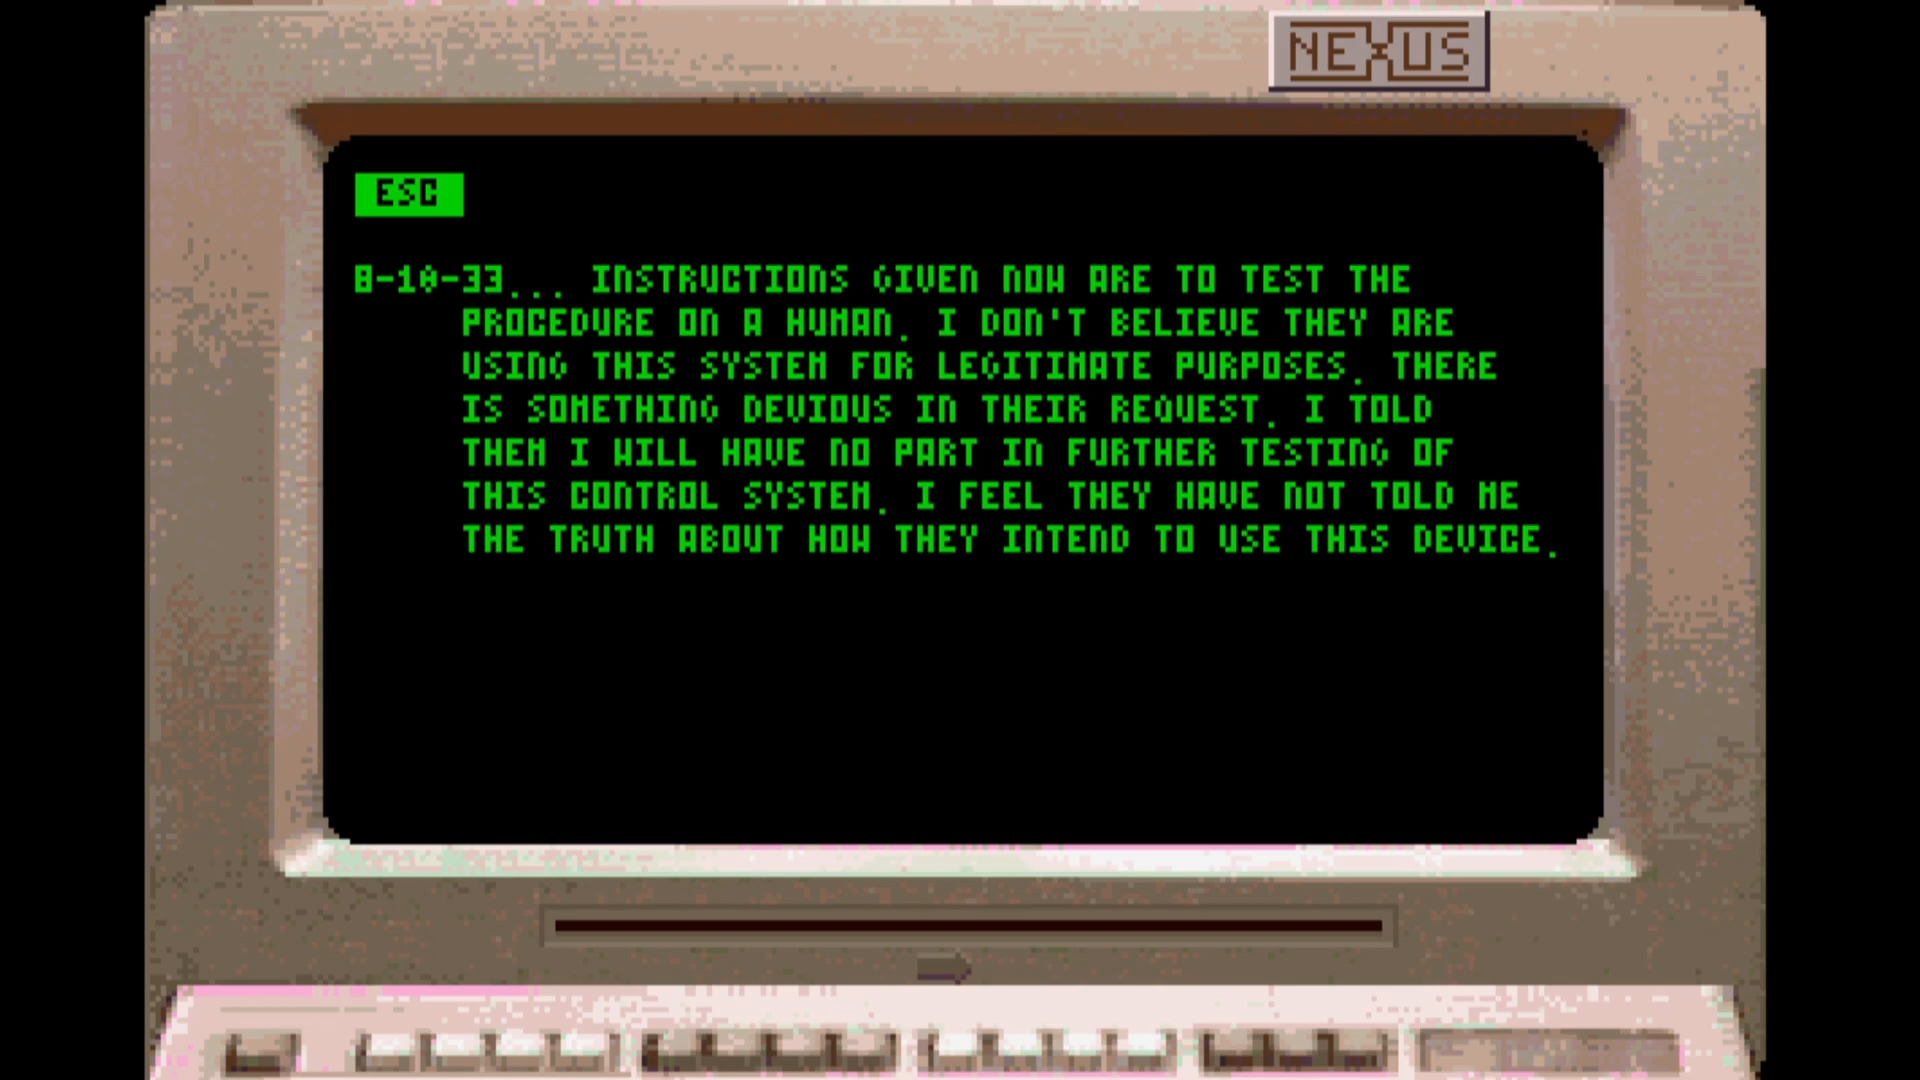 NEXUS
ESC
8-10-33... INSTRUCTIONS GIVEN NOW ARE TO TEST THE
PROCEDURE ON A HUMAN. I DON'T BELIEVE THEY ARE
USING THIS SYSTEM FOR LEGITIMATE PURPOSES. THERE
IS SOMETHING DEVIOUS IN THEIR REQUEST. I TOLD
THEM I WILL HAVE NO PART IN FURTHER TESTING OF
THIS CONTROL SYSTEM. I FEEL THEY HAVE NOT TOLD ME
THE TRUTH ABOUT HOW THEY INTEND TO USE THIS DEVICE.